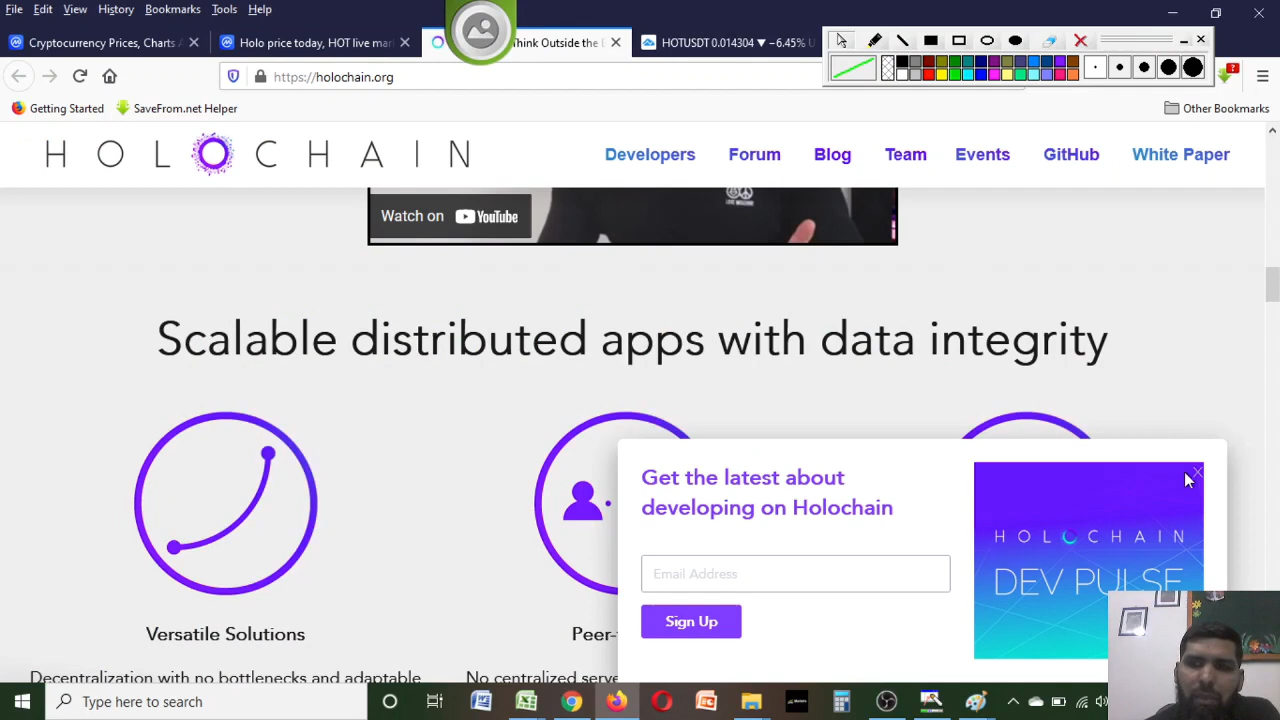 File Edit View History Bookmarks Tools Help
Cryptocurrency Prices, Charts
Holo price today, HOT live mar
Think Outside the
HOTUSDT 0.014304 ▼ −6.45%
https://holochain.org
Getting Started
SaveFrom.net Helper
Other Bookmarks
HOLOCHAIN
Developers
Forum
Blog
Team
Events
GitHub
White Paper
Watch on YouTube
Scalable distributed apps with data integrity
Get the latest about
developing on Holochain
Email Address
Sign Up
HOLOCHAIN
DEV PULSE
Versatile Solutions
Decentralization with no bottlenecks and adaptable
No centralized
Type here to search